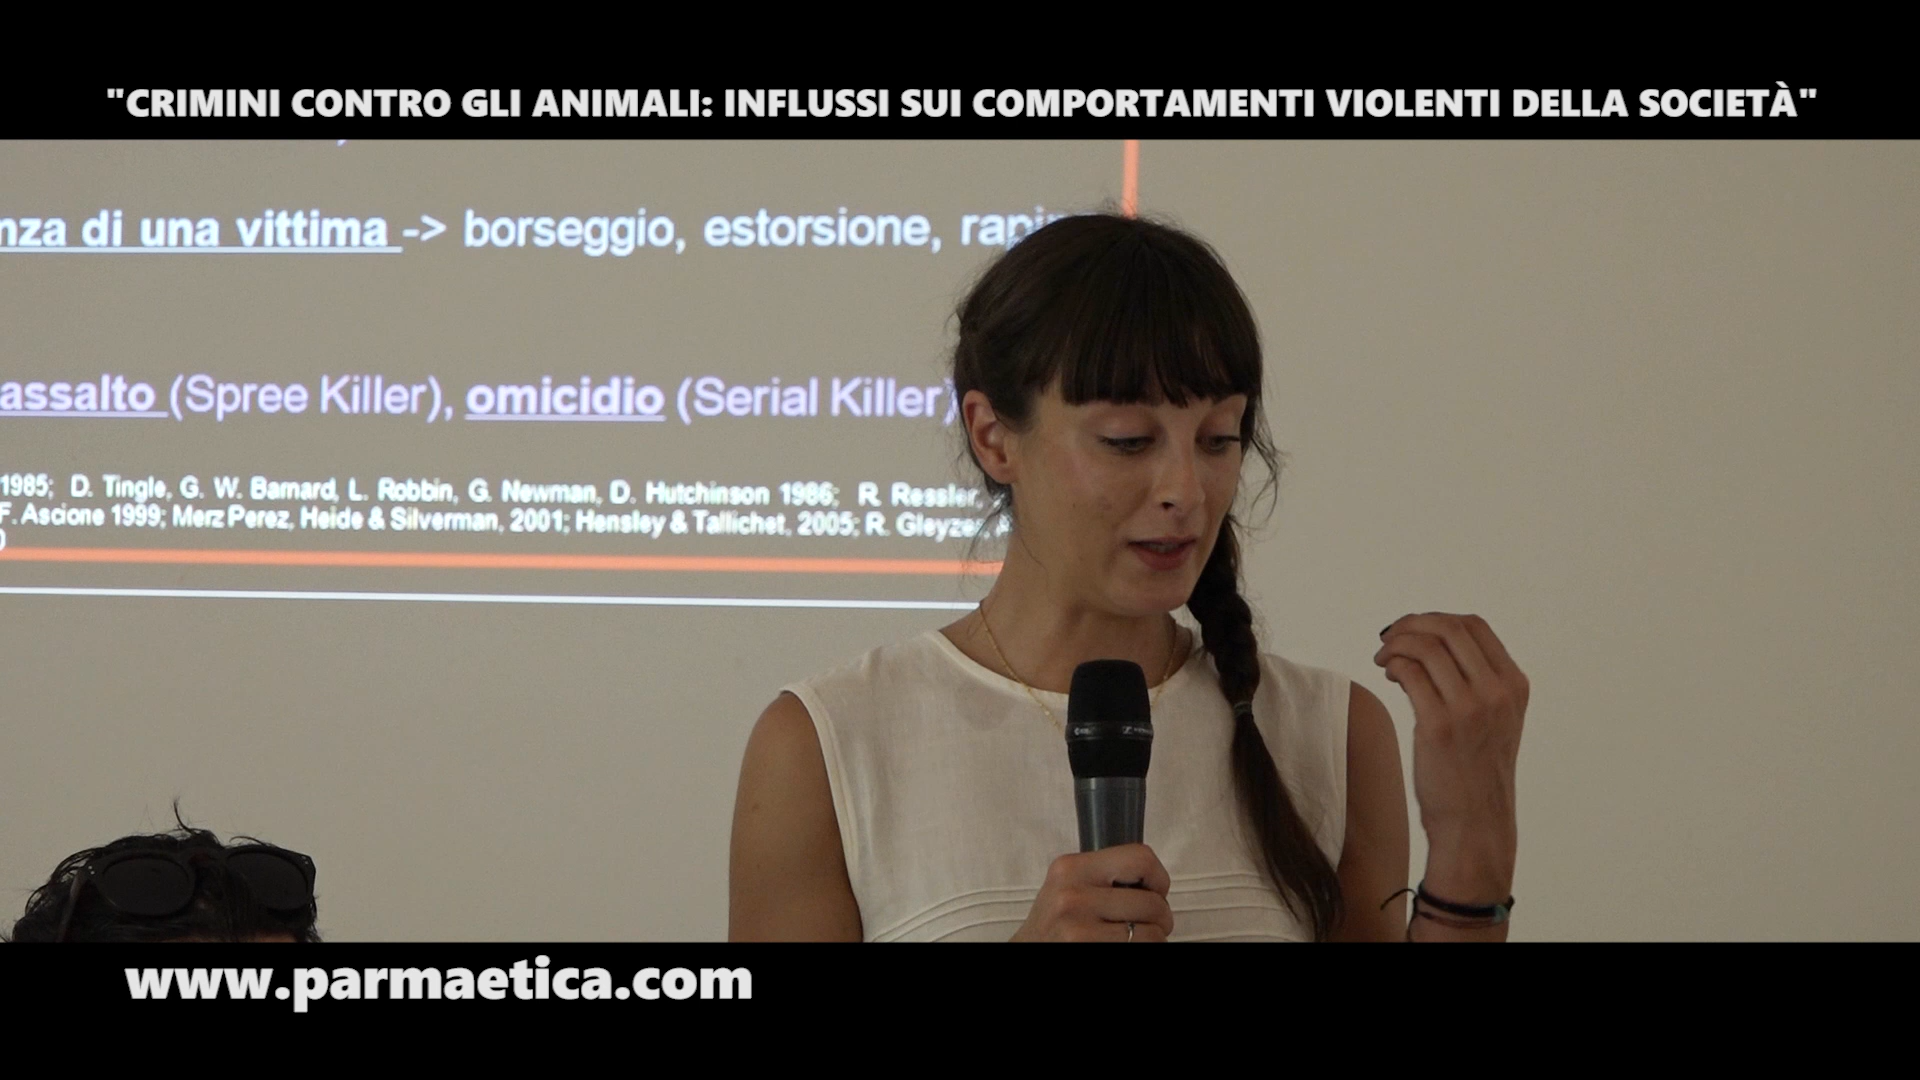 "CRIMINI CONTRO GLI ANIMALI: INFLUSSI SUI COMPORTAMENTI VIOLENTI DELLA SOCIETÀ"
di una vittima -> borseggio, estorsione,
assalto (Spree Killer), omicidio (Serial Killer)
1985; D. Tingle, G. W. Barnard, L. Robbin, G. Newman, D. Hutchinson 1986; R. Ressler,
F. Ascione 1999; Merz Perez, Heide & Silverman, 2001; Hensley & Tallichet, 2005; R.
www.parmaetica.com